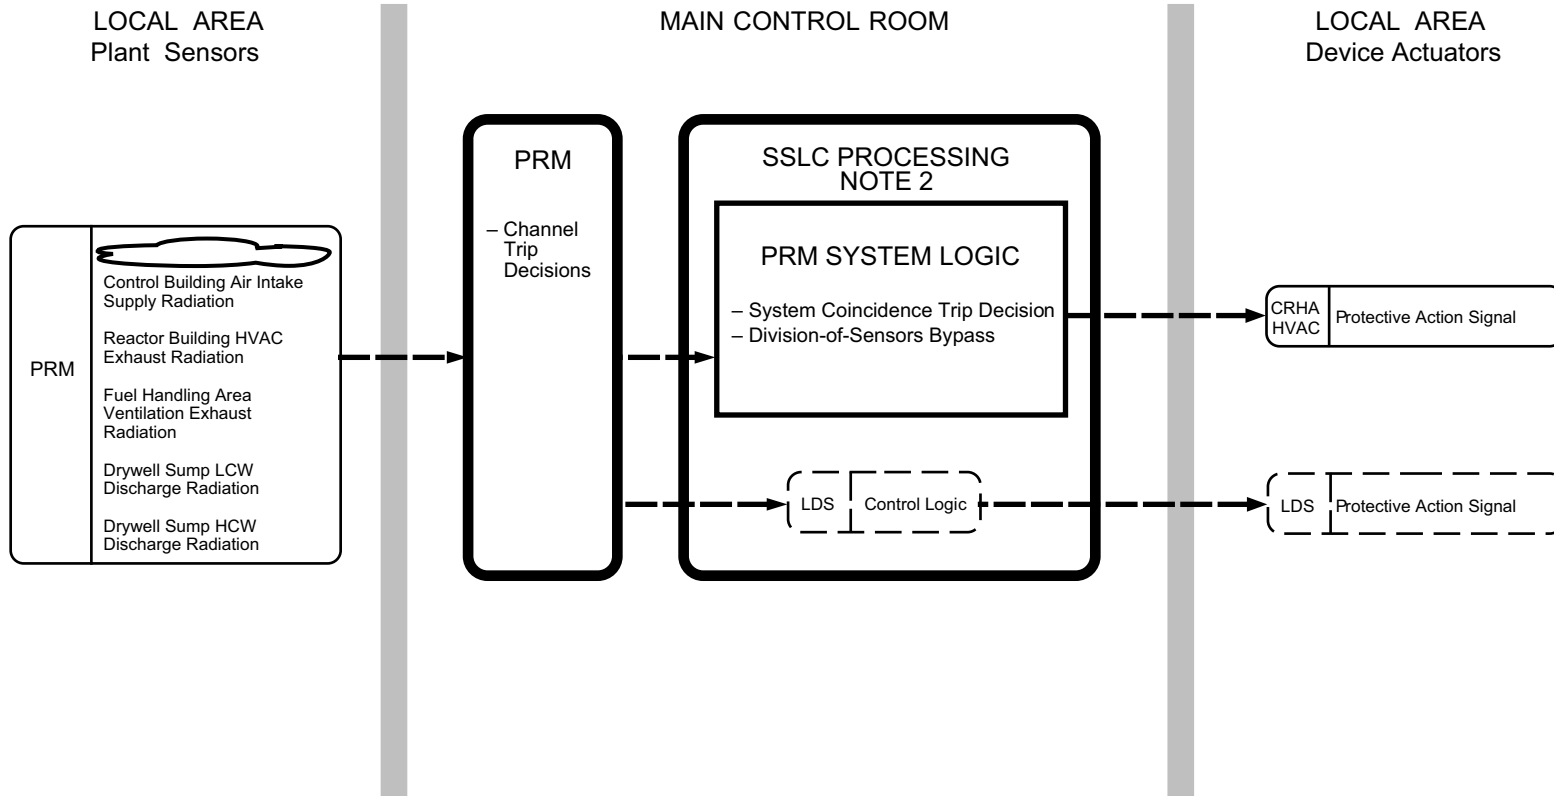 LOCAL AREA
Plant Sensors
MAIN CONTROL ROOM
LOCAL AREA
Device Actuators
PRM
Control Building Air Intake
Supply Radiation
Reactor Building HVAC
Exhaust Radiation
Fuel Handling Area
Ventilation Exhaust
Radiation
Drywell Sump LCW
Discharge Radiation
Drywell Sump HCW
Discharge Radiation
PRM
– Channel
Trip
Decisions
SSLC PROCESSING
NOTE 2
PRM SYSTEM LOGIC
– System Coincidence Trip Decision
– Division-of-Sensors Bypass
LDS
Control Logic
CRHA
HVAC
Protective Action Signal
LDS
Protective Action Signal